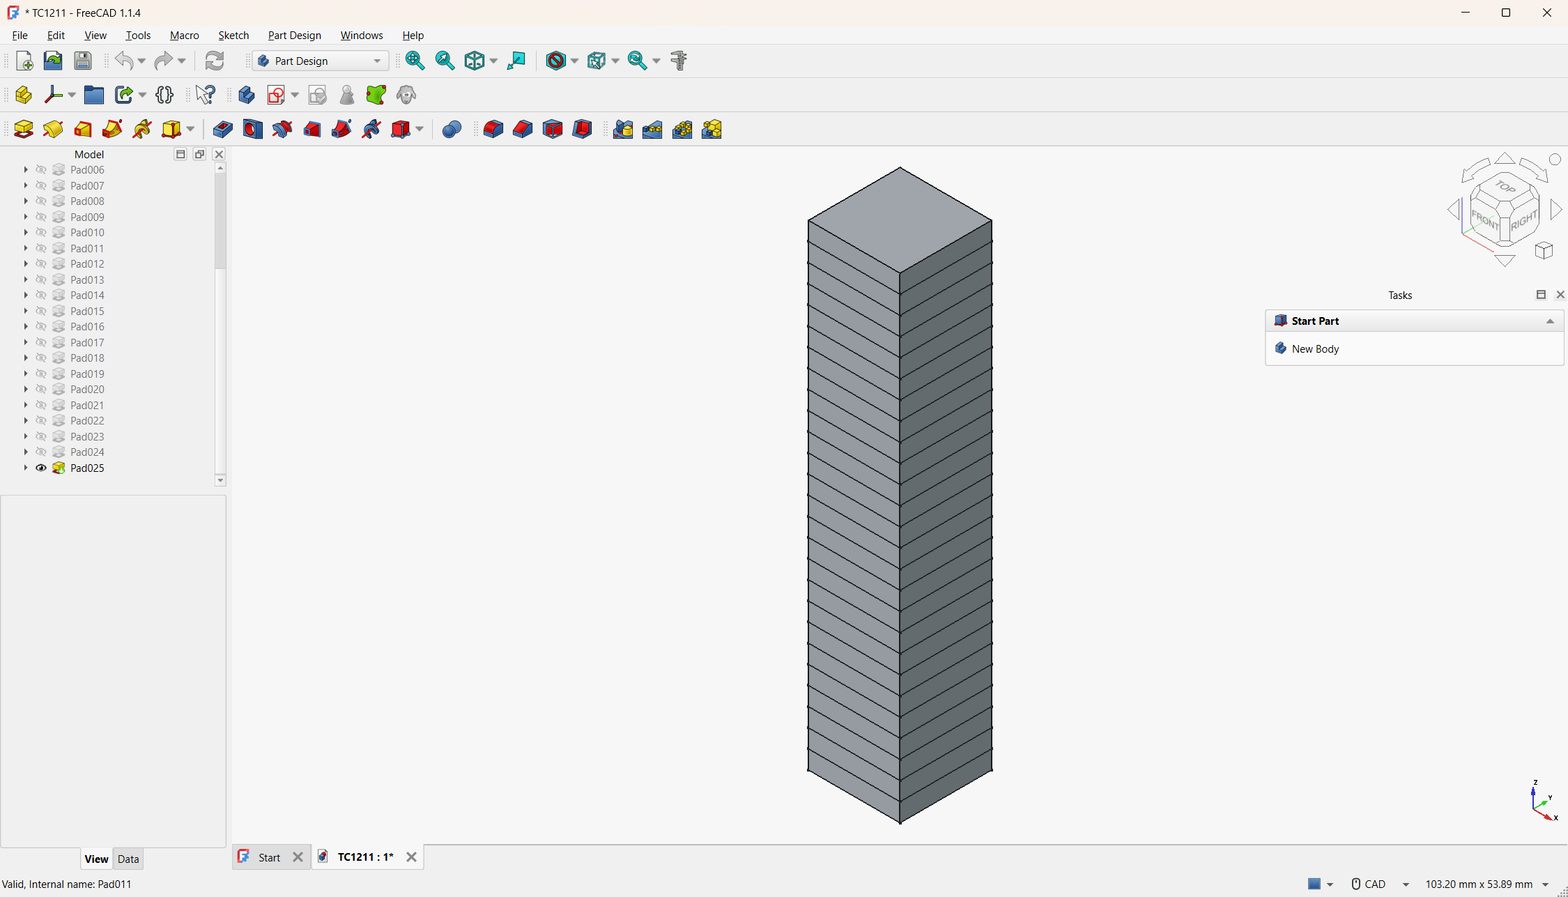 * TC1211 - FreeCAD 1.1.4
File Edit View Tools Macro Sketch Part Design Windows Help
Part Design
Model
Pad006
Pad007
Pad008
Pad009
Pad010
Pad011
Pad012
Pad013
Pad014
Pad015
Pad016
Pad017
Pad018
Pad019
Pad020
Pad021
Pad022
Pad023
Pad024
Pad025
TOP
FRONT
RIGHT
Tasks
Start Part
New Body
Z
Y
X
View Data
Start
TC1211 : 1*
Valid, Internal name: Pad011
CAD
103.20 mm x 53.89 mm